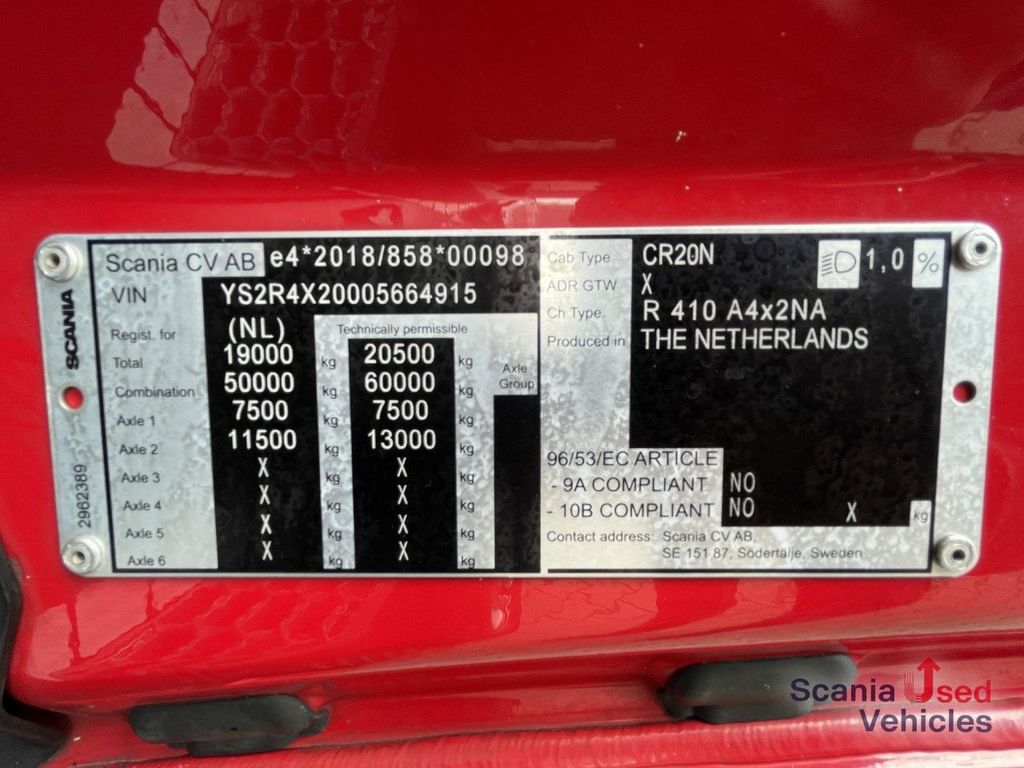 Scania CV AB e4*2018/858*00098
VIN YS2R4X20005664915
Regist. for (NL) Technically permissible
Total 19000 kg 20500 kg Axle Group
Combination 50000 kg 60000 kg
Axle 1 7500 kg 7500 kg
Axle 2 11500 kg 13000 kg
Axle 3 X kg X kg
Axle 4 X kg X kg
Axle 5 X kg X kg
Axle 6 X kg X kg
SCANIA
2962389
Cab Type CR20N 1,0 %
ADR GTW X
Ch Type. R 410 A4x2NA
Produced in THE NETHERLANDS
96/53/EC ARTICLE
- 9A COMPLIANT NO
- 10B COMPLIANT NO X kg
Contact address: Scania CV AB,
SE 151 87, Södertälje, Sweden
Scania Used
Vehicles